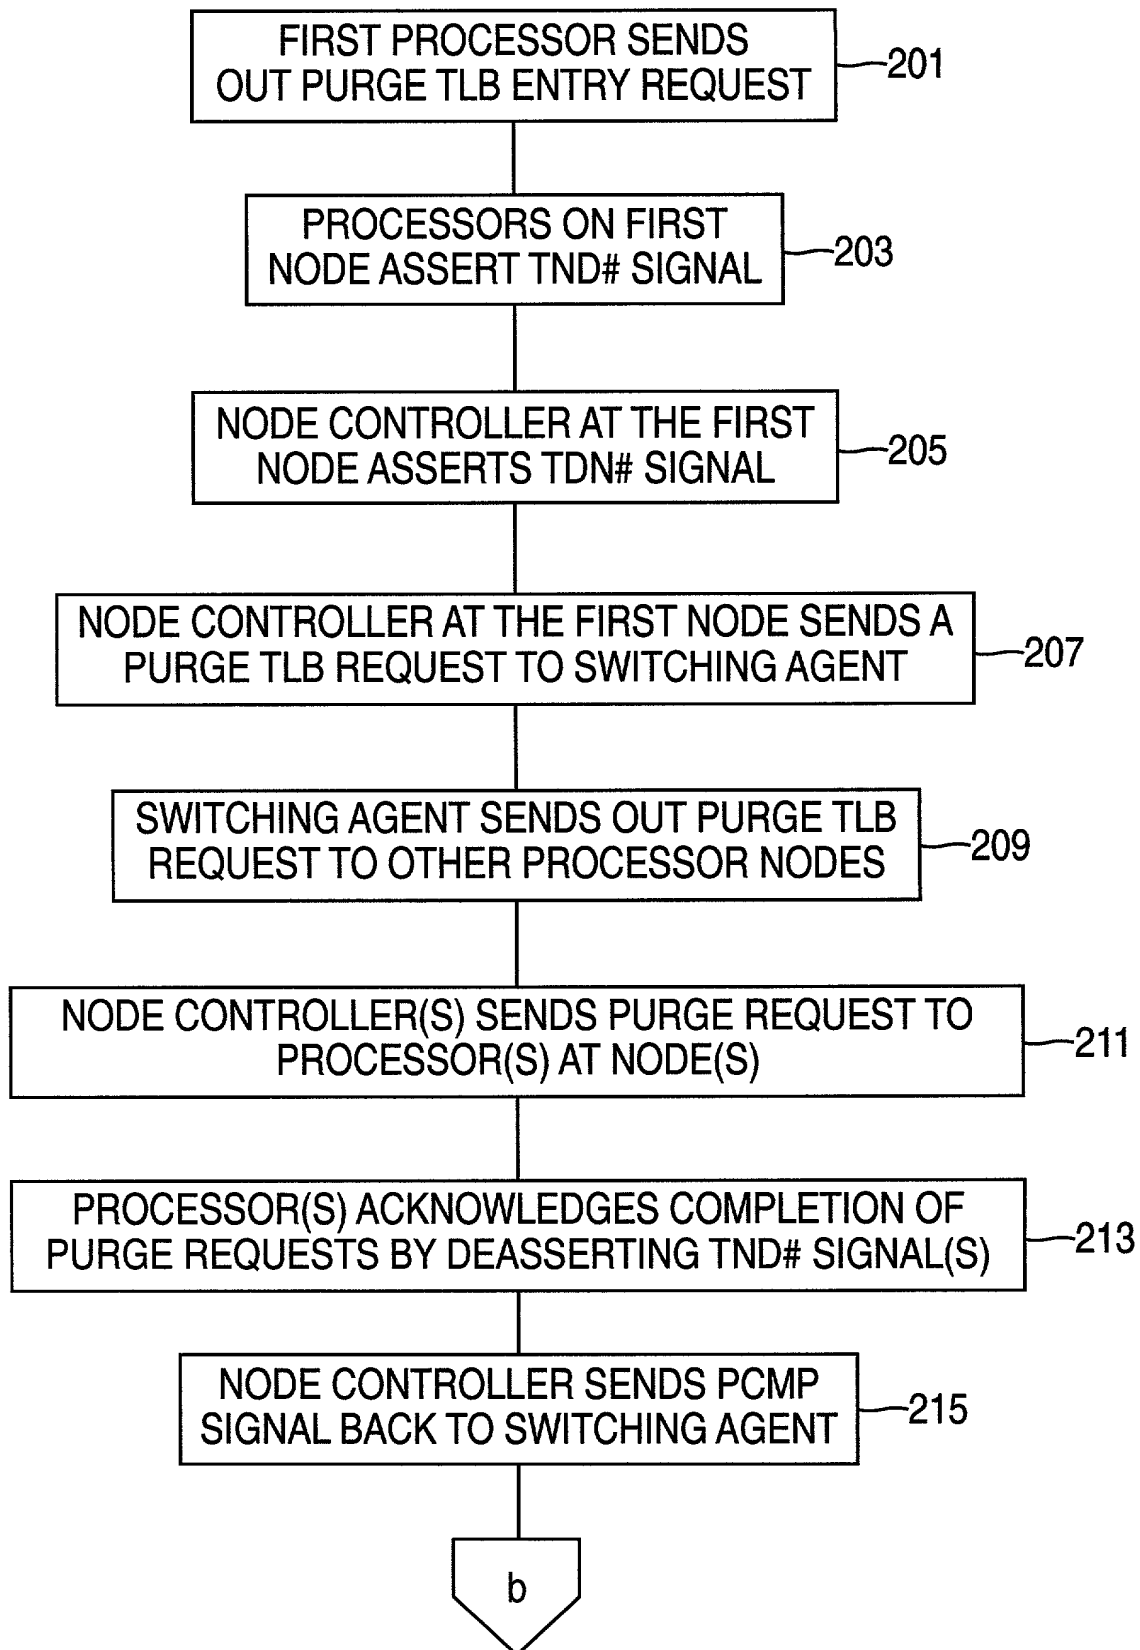 FIRST PROCESSOR SENDS
OUT PURGE TLB ENTRY REQUEST
201
PROCESSORS ON FIRST
NODE ASSERT TND# SIGNAL
203
NODE CONTROLLER AT THE FIRST
NODE ASSERTS TDN# SIGNAL
205
NODE CONTROLLER AT THE FIRST NODE SENDS A
PURGE TLB REQUEST TO SWITCHING AGENT
207
SWITCHING AGENT SENDS OUT PURGE TLB
REQUEST TO OTHER PROCESSOR NODES
209
NODE CONTROLLER(S) SENDS PURGE REQUEST TO
PROCESSOR(S) AT NODE(S)
211
PROCESSOR(S) ACKNOWLEDGES COMPLETION OF
PURGE REQUESTS BY DEASSERTING TND# SIGNAL(S)
213
NODE CONTROLLER SENDS PCMP
SIGNAL BACK TO SWITCHING AGENT
215
b